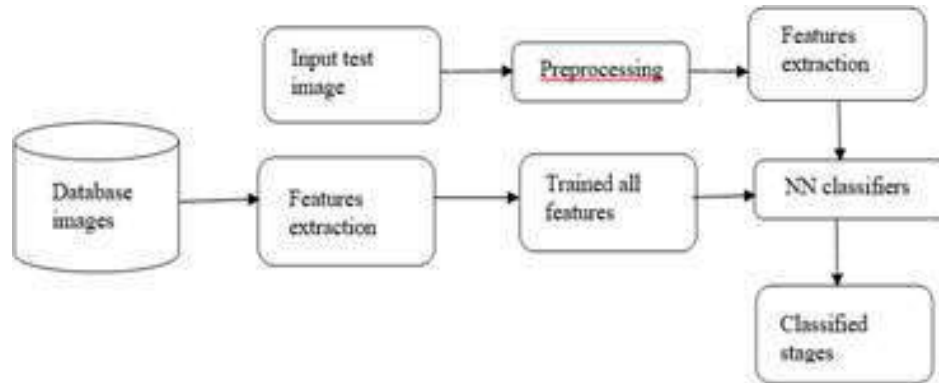 Input test
image
Preprocessing
Features
extraction
Database
images
Features
extraction
Trained all
features
NN classifiers
Classified
stages